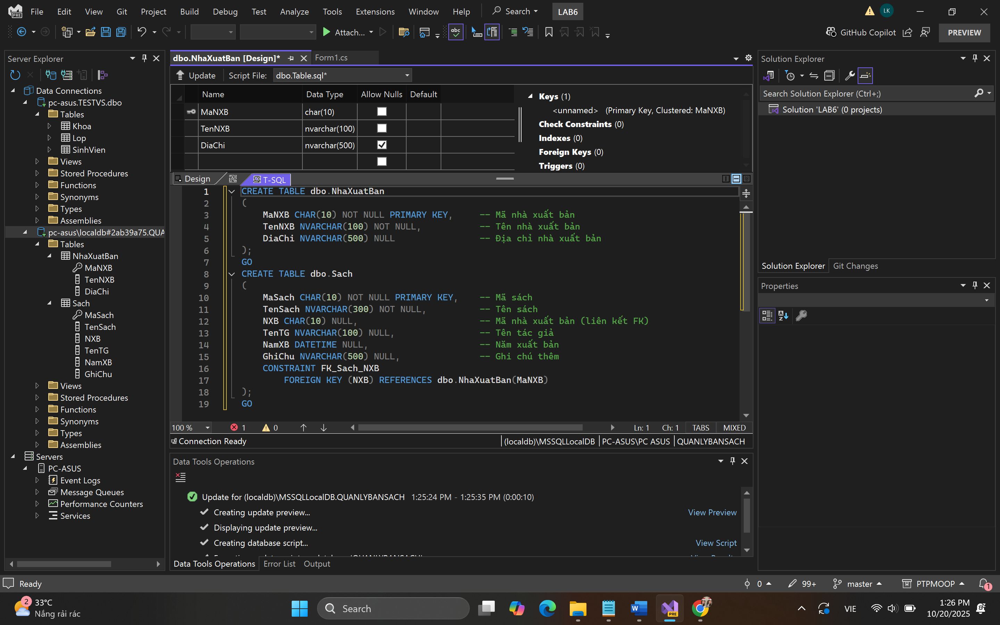 File Edit View Git Project Build Debug Test Analyze Tools Extensions Window Help Search LAB6 LK
PRE
Attach... abc GitHub Copilot PREVIEW
Server Explorer
Data Connections
pc-asus.TESTVS.dbo
Tables
Khoa
Lop
SinhVien
Views
Stored Procedures
Functions
Synonyms
Types
Assemblies
pc-asus\localdb#2ab39a75.QUA
Tables
NhaXuatBan
MaNXB
TenNXB
DiaChi
Sach
MaSach
TenSach
NXB
TenTG
NamXB
GhiChu
Views
Stored Procedures
Functions
Synonyms
Types
Assemblies
Servers
PC-ASUS
Event Logs
Message Queues
Performance Counters
Services
dbo.NhaXuatBan [Design]* Form1.cs
Update Script File: dbo.Table.sql*
Name Data Type Allow Nulls Default
MaNXB char(10)
TenNXB nvarchar(100)
DiaChi nvarchar(500)
Keys (1)
<unnamed> (Primary Key, Clustered: MaNXB)
Check Constraints (0)
Indexes (0)
Foreign Keys (0)
Triggers (0)
Design T-SQL
1 CREATE TABLE dbo.NhaXuatBan
2 (
3 MaNXB CHAR(10) NOT NULL PRIMARY KEY, -- Mã nhà xuất bản
4 TenNXB NVARCHAR(100) NOT NULL, -- Tên nhà xuất bản
5 DiaChi NVARCHAR(500) NULL -- Địa chỉ nhà xuất bản
6 );
7 GO
8 CREATE TABLE dbo.Sach
9 (
10 MaSach CHAR(10) NOT NULL PRIMARY KEY, -- Mã sách
11 TenSach NVARCHAR(300) NOT NULL, -- Tên sách
12 NXB CHAR(10) NULL, -- Mã nhà xuất bản (liên kết FK)
13 TenTG NVARCHAR(100) NULL, -- Tên tác giả
14 NamXB DATETIME NULL, -- Năm xuất bản
15 GhiChu NVARCHAR(500) NULL, -- Ghi chú thêm
16 CONSTRAINT FK_Sach_NXB
17 FOREIGN KEY (NXB) REFERENCES dbo.NhaXuatBan(MaNXB)
18 );
19 GO
100 % 1 0 Ln: 1 Ch: 1 TABS MIXED
Connection Ready (localdb)\MSSQLLocalDB PC-ASUS\PC ASUS QUANLYBANSACH
Data Tools Operations
Update for (localdb)\MSSQLLocalDB.QUANLYBANSACH 1:25:24 PM - 1:25:35 PM (0:00:10)
Creating update preview... View Preview
Displaying update preview...
Creating database script... View Script
Data Tools Operations Error List Output
Solution Explorer
Search Solution Explorer (Ctrl+;)
Solution 'LAB6' (0 projects)
Solution Explorer Git Changes
Properties
Ready 0 99+ master PTPMOOP 1
2 33°C
Nắng rải rác
Search
PRE
VIE
1:26 PM
10/20/2025